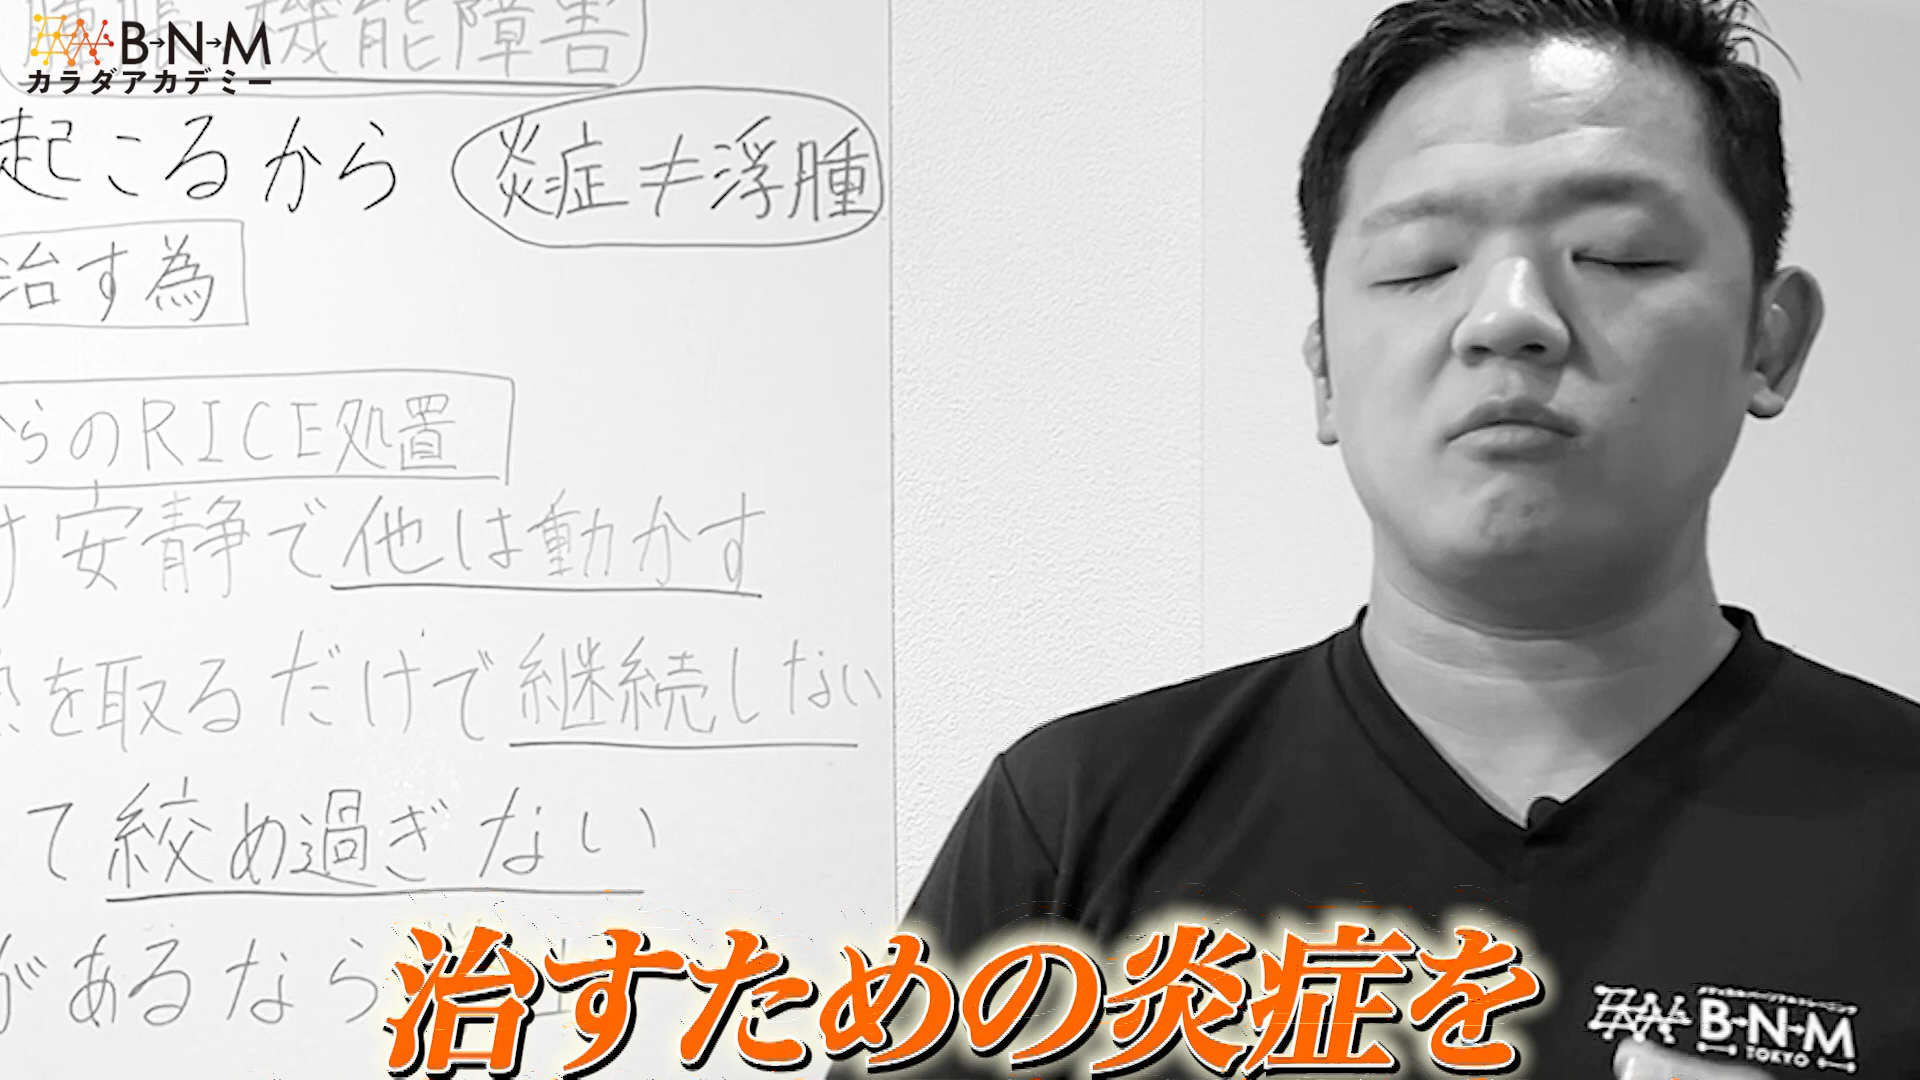 B→N→M
カラダアカデミー
機能障害
起こるから 炎症≠浮腫
治す為
らのRICE処置
安静で他は動かす
を取るだけで継続しない
て絞め過ぎない
があるなら
治すための炎症を
B→N→M
TOKYO